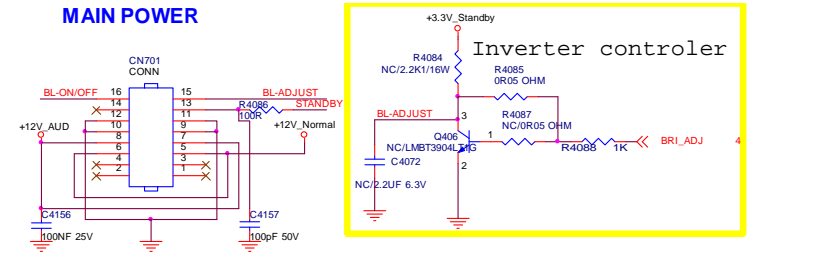 MAIN POWER
CN701
CONN
BL-ON/OFF
16
15
BL-ADJUST
14
13
R4086
100R
STANDBY
12
11
+12V_AUD
10
9
+12V_Normal
8
7
6
5
4
3
2
1
C4156
100NF 25V
C4157
100pF 50V
+3.3V_Standby
Inverter controler
R4084
NC/2.2K1/16W
R4085
0R05 OHM
BL-ADJUST
3
R4087
NC/0R05 OHM
Q406
NC/LMBT3904LT1G
1
R4088
1K
BRI_ADJ
4
C4072
2
NC/2.2UF 6.3V